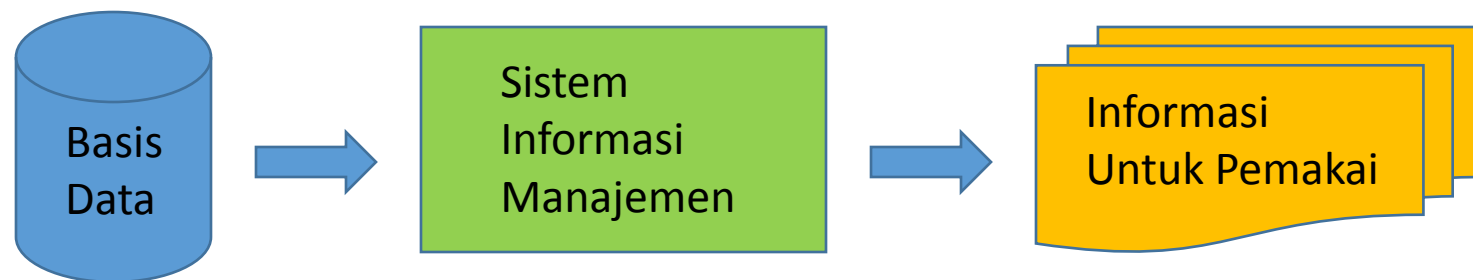 Basis
Data
Sistem
Informasi
Manajemen
Informasi
Untuk Pemakai